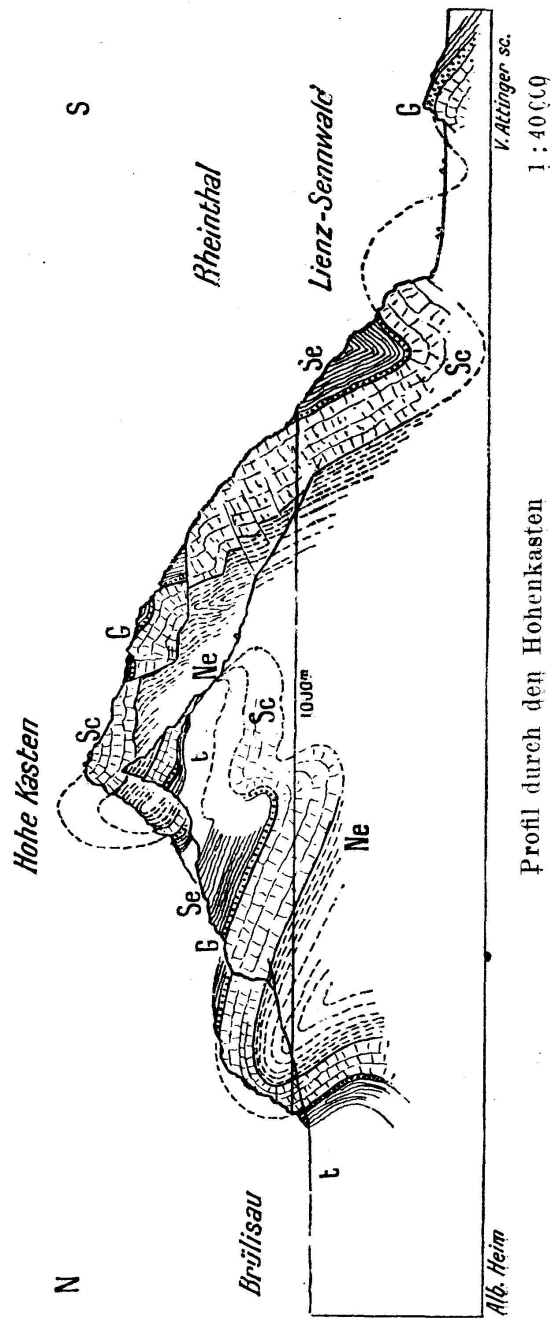 N
S
Hohe Kasten
Brülisau
Rheinthal
Lienz-Sennwald
Sc
G
G
Se
Ne
t
Sc
Se
G
Ne
Sc
G
t
1000m
Alb. Heim
V. Attinger sc.
Profil durch den Hohenkasten
1 : 40000